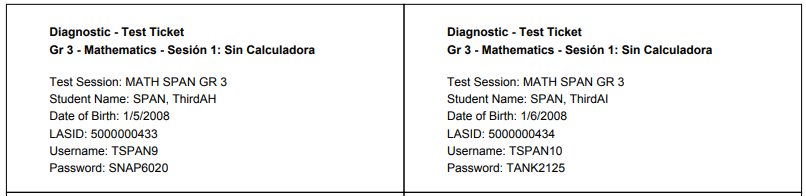 Diagnostic - Test Ticket
Gr 3 - Mathematics - Sesión 1: Sin Calculadora
Test Session: MATH SPAN GR 3
Student Name: SPAN, ThirdAH
Date of Birth: 1/5/2008
LASID: 5000000433
Username: TSPAN9
Password: SNAP6020
Diagnostic - Test Ticket
Gr 3 - Mathematics - Sesión 1: Sin Calculadora
Test Session: MATH SPAN GR 3
Student Name: SPAN, ThirdAI
Date of Birth: 1/6/2008
LASID: 5000000434
Username: TSPAN10
Password: TANK2125